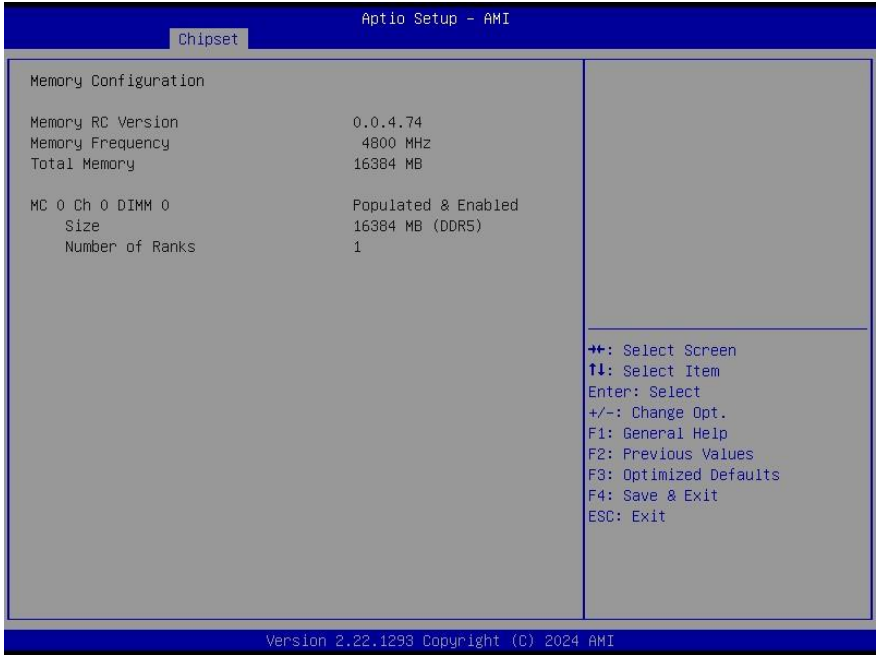 Aptio Setup - AMI
Chipset
Memory Configuration
Memory RC Version 0.0.4.74
Memory Frequency 4800 MHz
Total Memory 16384 MB
MC 0 Ch 0 DIMM 0 Populated & Enabled
Size 16384 MB (DDR5)
Number of Ranks 1
→←: Select Screen
↑↓: Select Item
Enter: Select
+/-: Change Opt.
F1: General Help
F2: Previous Values
F3: Optimized Defaults
F4: Save & Exit
ESC: Exit
Version 2.22.1293 Copyright (C) 2024 AMI